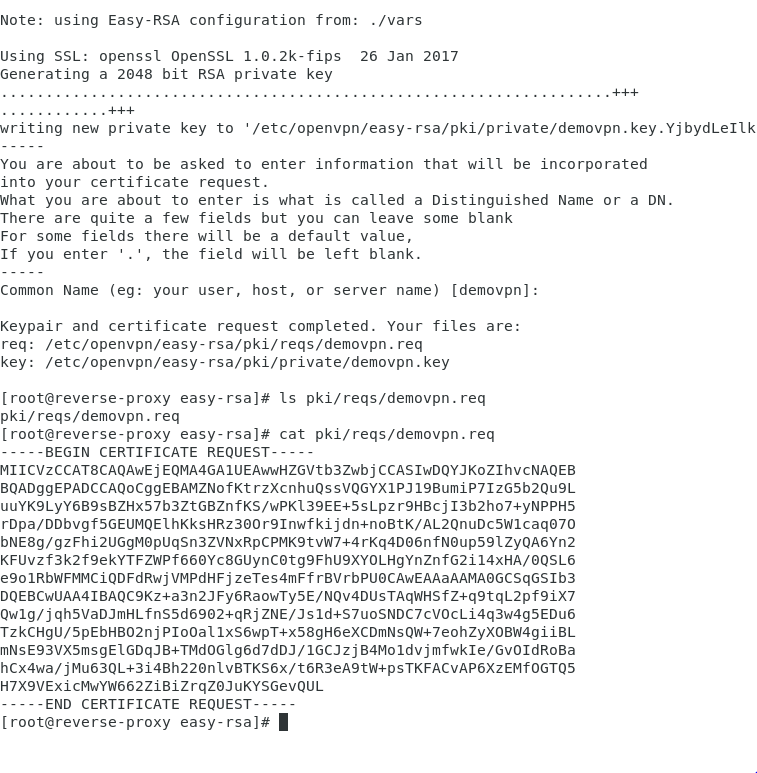 Note: using Easy-RSA configuration from: ./vars
Using SSL: openssl OpenSSL 1.0.2k-fips  26 Jan 2017
Generating a 2048 bit RSA private key
....................................................................+++
............+++
writing new private key to '/etc/openvpn/easy-rsa/pki/private/demovpn.key.YjbydLeIlk
-----
You are about to be asked to enter information that will be incorporated
into your certificate request.
What you are about to enter is what is called a Distinguished Name or a DN.
There are quite a few fields but you can leave some blank
For some fields there will be a default value,
If you enter '.', the field will be left blank.
-----
Common Name (eg: your user, host, or server name) [demovpn]:
Keypair and certificate request completed. Your files are:
req: /etc/openvpn/easy-rsa/pki/reqs/demovpn.req
key: /etc/openvpn/easy-rsa/pki/private/demovpn.key
[root@reverse-proxy easy-rsa]# ls pki/reqs/demovpn.req
pki/reqs/demovpn.req
[root@reverse-proxy easy-rsa]# cat pki/reqs/demovpn.req
-----BEGIN CERTIFICATE REQUEST-----
MIICVzCCAT8CAQAwEjEQMA4GA1UEAwwHZGVtb3ZwbjCCASIwDQYJKoZIhvcNAQEB
BQADggEPADCCAQoCggEBAMZNofKtrzXcnhuQssVQGYX1PJ19BumiP7IzG5b2Qu9L
uuYK9LyY6B9sBZHx57b3ZtGBZnfKS/wPKl39EE+5sLpzr9HBcjI3b2ho7+yNPPH5
rDpa/DDbvgf5GEUMQElhKksHRz30Or9Inwfkijdn+noBtK/AL2QnuDc5W1caq07O
bNE8g/gzFhi2UGgM0pUqSn3ZVNxRpCPMK9tvW7+4rKq4D06nfN0up59lZyQA6Yn2
KFUvzf3k2f9ekYTFZWPf660Yc8GUynC0tg9FhU9XYOLHgYnZnfG2i14xHA/0QSL6
e9o1RbWFMMCiQDFdRwjVMPdHFjzeTes4mFfrBVrbPU0CAwEAAaAAMA0GCSqGSIb3
DQEBCwUAA4IBAQC9Kz+a3n2JFy6RaowTy5E/NQv4DUsTAqWHSfZ+q9tqL2pf9iX7
Qw1g/jqh5VaDJmHLfnS5d6902+qRjZNE/Js1d+S7uoSNDC7cVOcLi4q3w4g5EDu6
TzkCHgU/5pEbHBO2njPIoOal1xS6wpT+x58gH6eXCDmNsQW+7eohZyXOBW4giiBL
mNsE93VX5msgElGDqJB+TMdOGlg6d7dDJ/1GCJzjB4Mo1dvjmfwkIe/GvOIdRoBa
hCx4wa/jMu63QL+3i4Bh220nlvBTKS6x/t6R3eA9tW+psTKFACvAP6XzEMfOGTQ5
H7X9VExicMwYW662ZiBiZrqZ0JuKYSGevQUL
-----END CERTIFICATE REQUEST-----
[root@reverse-proxy easy-rsa]#